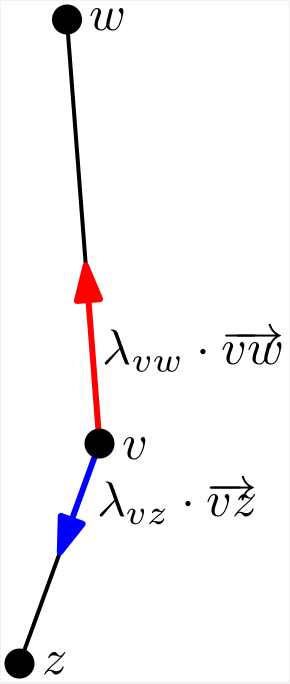 w
λ_{vw} · \overrightarrow{vw}
v
λ_{vz} · \overrightarrow{vz}
z